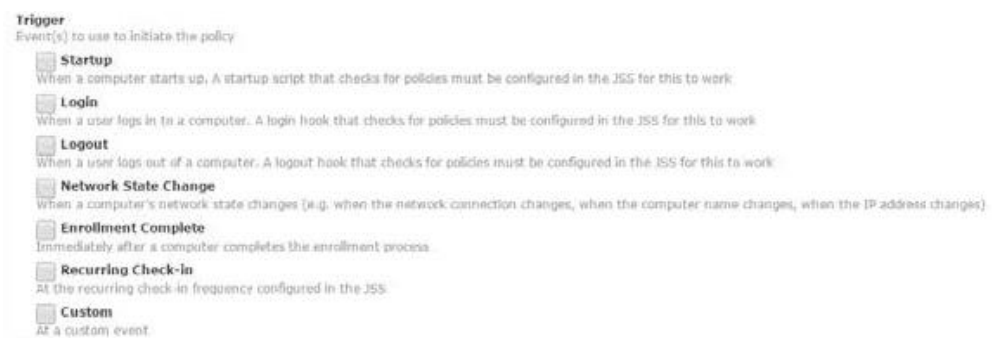 Trigger
Event(s) to use to initiate the policy
Startup
When a computer starts up. A startup script that checks for policies must be configured in the JSS for this to work
Login
When a user logs in to a computer. A login hook that checks for policies must be configured in the JSS for this to work
Logout
When a user logs out of a computer. A logout hook that checks for policies must be configured in the JSS for this to work
Network State Change
When a computer's network state changes (e.g. when the network connection changes, when the computer name changes, when the IP address changes)
Enrollment Complete
Immediately after a computer completes the enrollment process
Recurring Check-in
At the recurring check-in frequency configured in the JSS
Custom
At a custom event